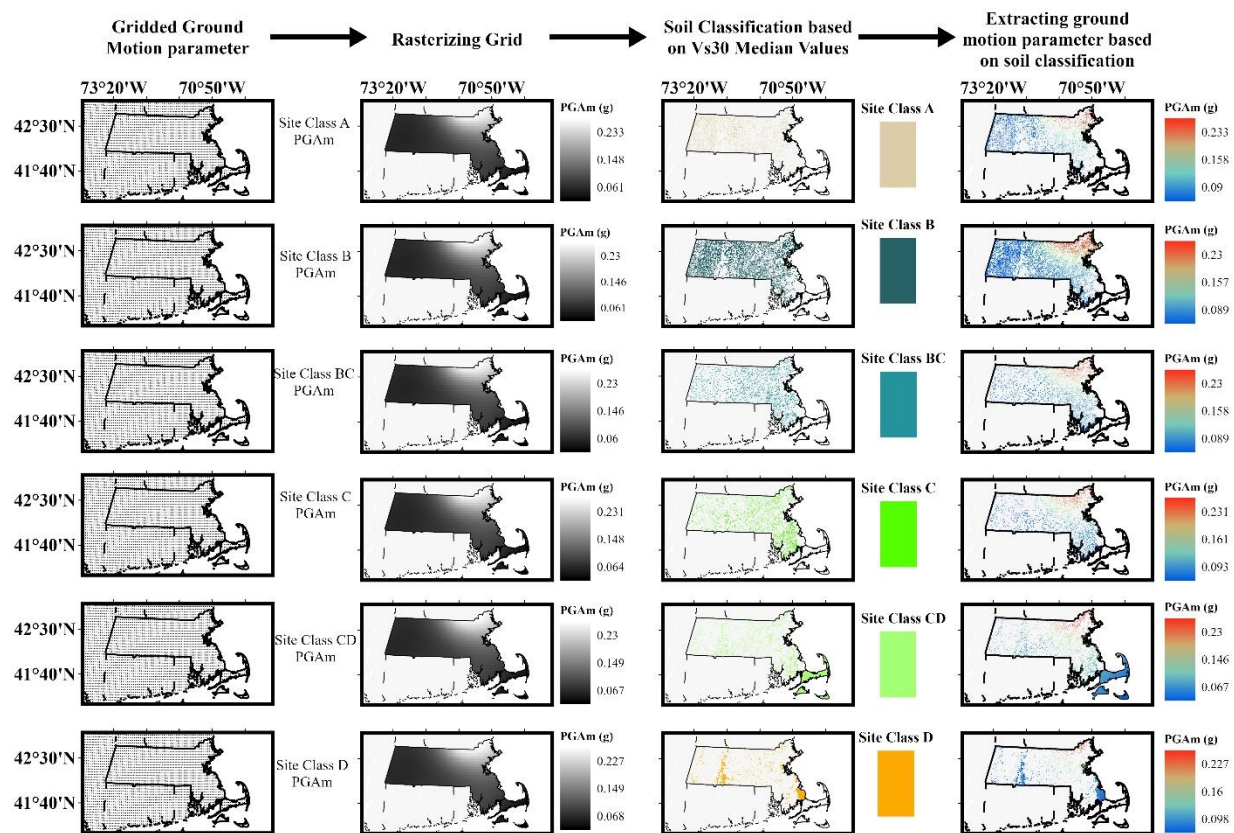 Gridded Ground
Motion parameter
Rasterizing Grid
Soil Classification based
on Vs30 Median Values
Extracting ground
motion parameter based
on soil classification
73°20'W 70°50'W
73°20'W 70°50'W
73°20'W 70°50'W
73°20'W 70°50'W
42°30'N
41°40'N
Site Class A
PGAm
PGAm (g)
0.233
0.148
0.061
Site Class A
PGAm (g)
0.233
0.158
0.09
42°30'N
41°40'N
Site Class B
PGAm
PGAm (g)
0.23
0.146
0.061
Site Class B
PGAm (g)
0.23
0.157
0.089
42°30'N
41°40'N
Site Class BC
PGAm
PGAm (g)
0.23
0.146
0.06
Site Class BC
PGAm (g)
0.23
0.158
0.089
42°30'N
41°40'N
Site Class C
PGAm
PGAm (g)
0.231
0.148
0.064
Site Class C
PGAm (g)
0.231
0.161
0.093
42°30'N
41°40'N
Site Class CD
PGAm
PGAm (g)
0.23
0.149
0.067
Site Class CD
PGAm (g)
0.23
0.146
0.067
42°30'N
41°40'N
Site Class D
PGAm
PGAm (g)
0.227
0.149
0.068
Site Class D
PGAm (g)
0.227
0.16
0.098